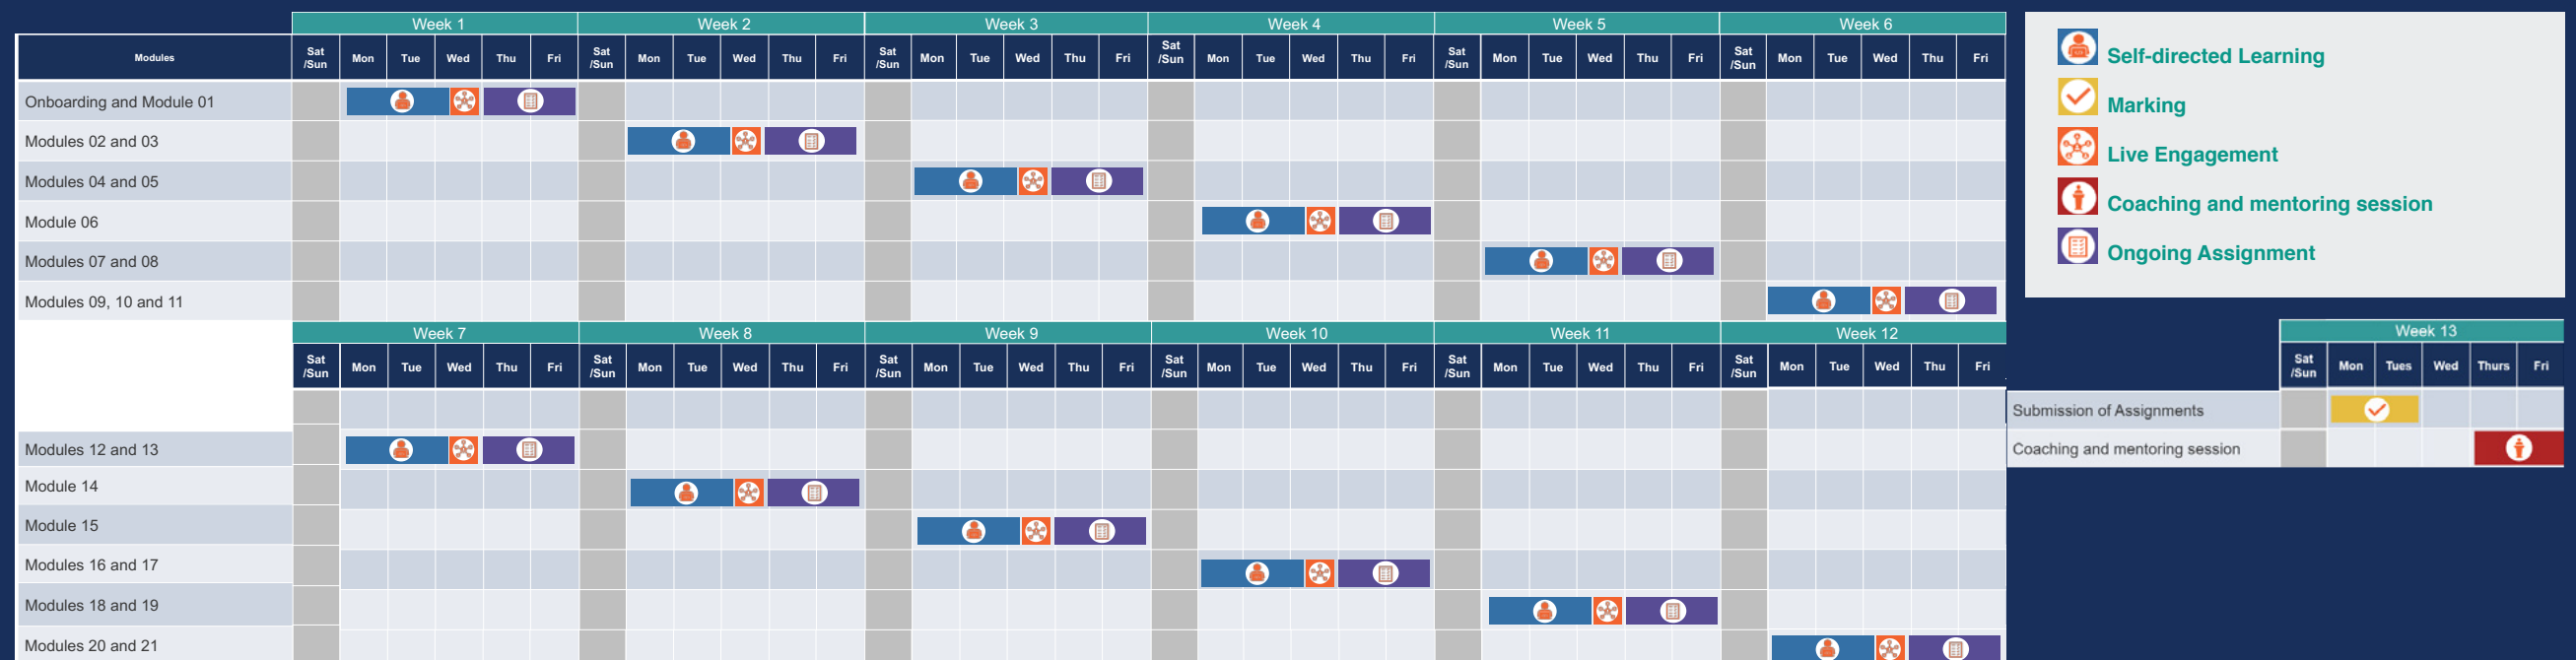 Week 1 Week 2 Week 3 Week 4 Week 5 Week 6
Modules Sat /Sun Mon Tue Wed Thu Fri Sat /Sun Mon Tue Wed Thu Fri Sat /Sun Mon Tue Wed Thu Fri Sat /Sun Mon Tue Wed Thu Fri Sat /Sun Mon Tue Wed Thu Fri Sat /Sun Mon Tue Wed Thu Fri
Onboarding and Module 01
Modules 02 and 03
Modules 04 and 05
Module 06
Modules 07 and 08
Modules 09, 10 and 11
Self-directed Learning
Marking
Live Engagement
Coaching and mentoring session
Ongoing Assignment
Week 7 Week 8 Week 9 Week 10 Week 11 Week 12
Sat /Sun Mon Tue Wed Thu Fri Sat /Sun Mon Tue Wed Thu Fri Sat /Sun Mon Tue Wed Thu Fri Sat /Sun Mon Tue Wed Thu Fri Sat /Sun Mon Tue Wed Thu Fri Sat /Sun Mon Tue Wed Thu Fri
Modules 12 and 13
Module 14
Module 15
Modules 16 and 17
Modules 18 and 19
Modules 20 and 21
Week 13
Sat /Sun Mon Tues Wed Thurs Fri
Submission of Assignments
Coaching and mentoring session